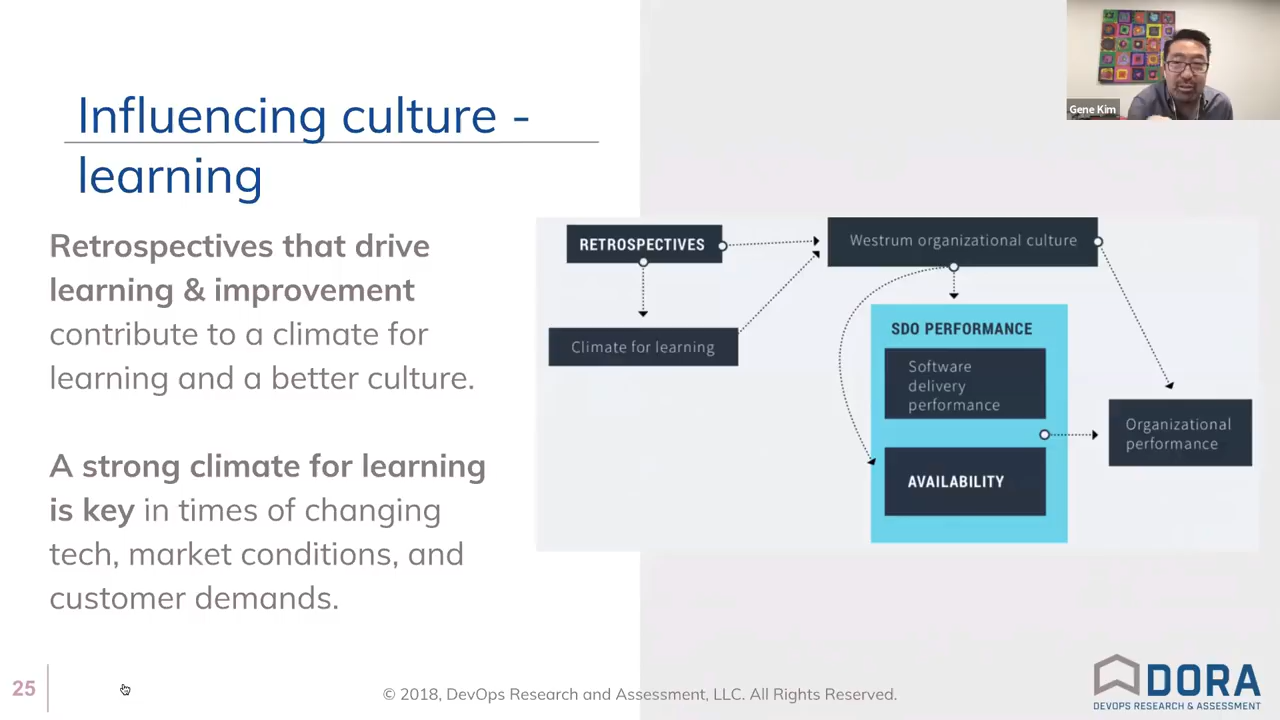 Gene Kim
Influencing culture -
learning
Retrospectives that drive
learning & improvement
contribute to a climate for
learning and a better culture.
A strong climate for learning
is key in times of changing
tech, market conditions, and
customer demands.
RETROSPECTIVES
Westrum organizational culture
Climate for learning
SDO PERFORMANCE
Software
delivery
performance
AVAILABILITY
Organizational
performance
25
© 2018, DevOps Research and Assessment, LLC. All Rights Reserved.
DORA
DEVOPS RESEARCH & ASSESSMENT